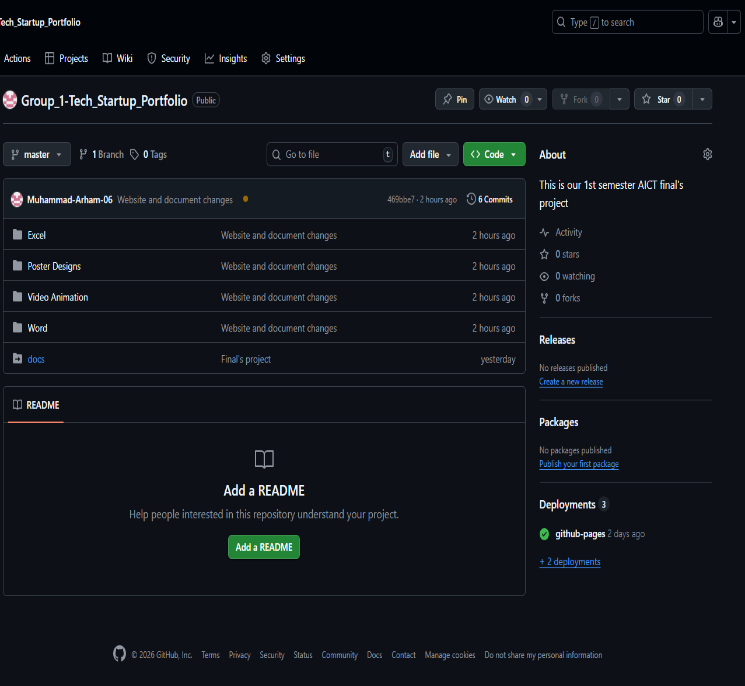 Tech_Startup_Portfolio
Type / to search
Actions Projects Wiki Security Insights Settings
Group_1-Tech_Startup_Portfolio Public
Pin Watch 0 Fork 0 Star 0
master 1 Branch 0 Tags Go to file t Add file Code
Muhammad-Arham-06 Website and document changes 469bbe7 · 2 hours ago 6 Commits
Excel Website and document changes 2 hours ago
Poster Designs Website and document changes 2 hours ago
Video Animation Website and document changes 2 hours ago
Word Website and document changes 2 hours ago
docs Final's project yesterday
README
Add a README
Help people interested in this repository understand your project.
Add a README
About
This is our 1st semester AICT final's
project
Activity
0 stars
0 watching
0 forks
Releases
No releases published
Create a new release
Packages
No packages published
Publish your first package
Deployments 3
github-pages 2 days ago
+ 2 deployments
© 2026 GitHub, Inc. Terms Privacy Security Status Community Docs Contact Manage cookies Do not share my personal information